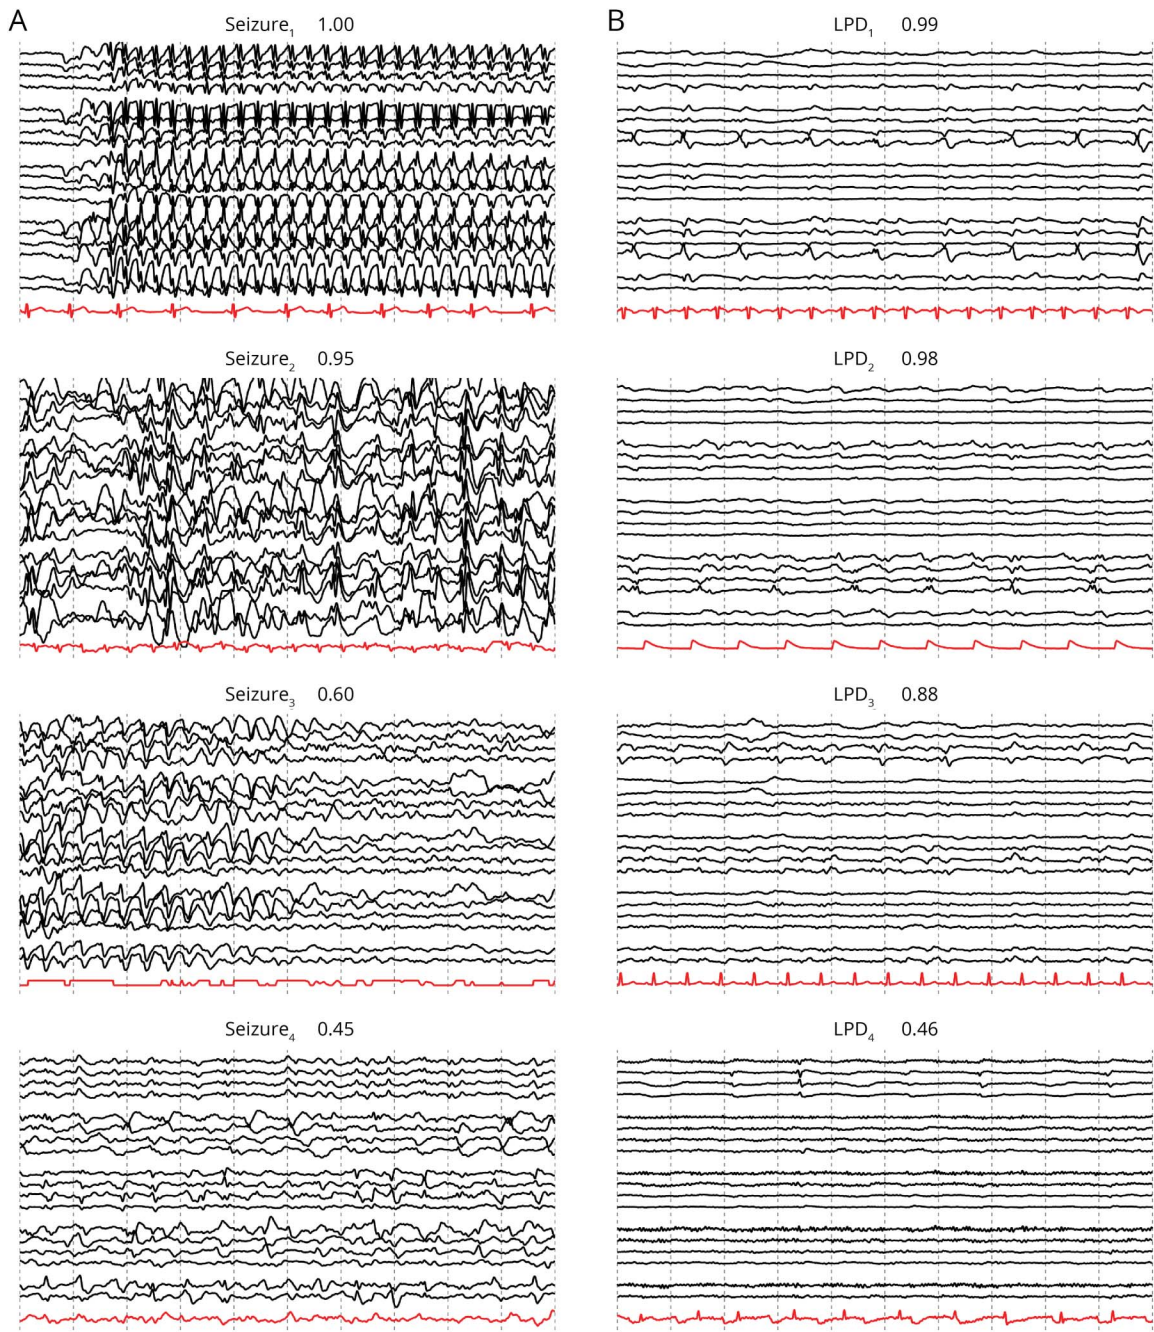 A
Seizure₁ 1.00
B
LPD₁ 0.99
Seizure₂ 0.95
LPD₂ 0.98
Seizure₃ 0.60
LPD₃ 0.88
Seizure₄ 0.45
LPD₄ 0.46